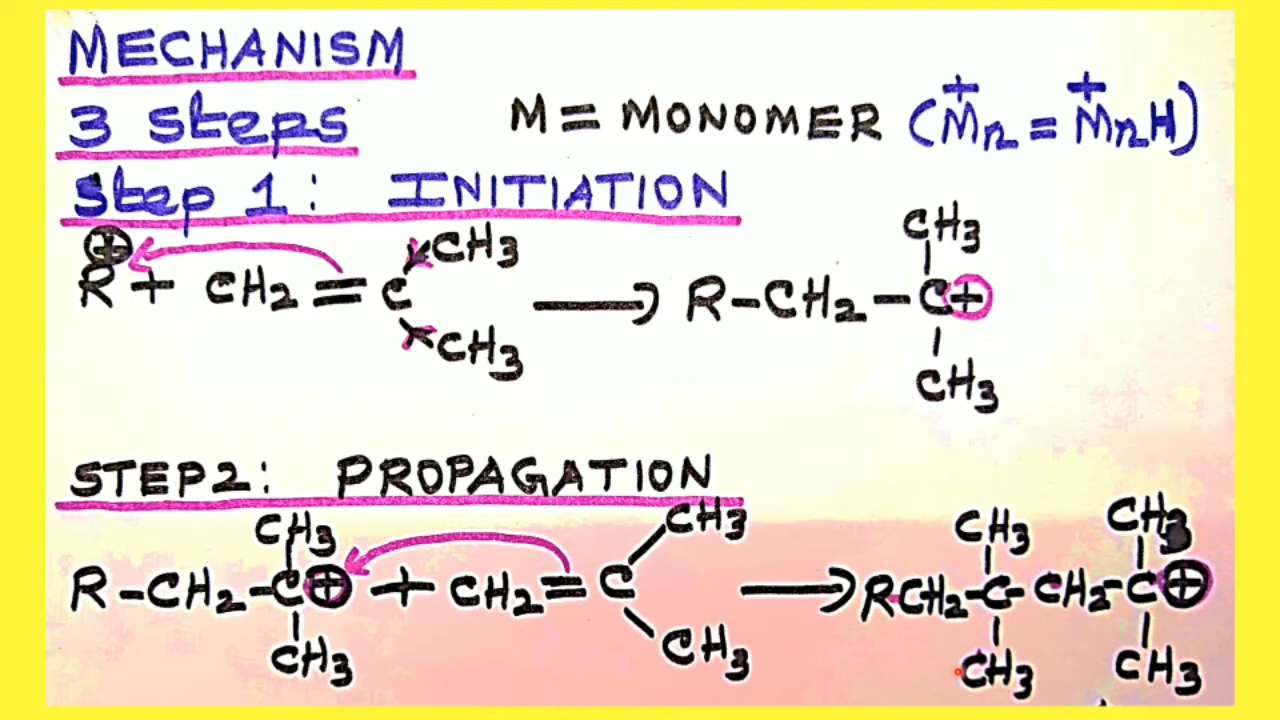 MECHANISM
3 Steps M = MONOMER (M⁺n = M⁺nH)
Step 1: INITIATION
CH3
⊕ CH3
R + CH2 = C ⟶ R-CH2-C⊕
CH3
CH3
STEP2: PROPAGATION
CH3 CH3 CH3 CH3
R-CH2-C⊕ + CH2=C ⟶ RCH2-C-CH2-C⊕
CH3 CH3 CH3 CH3